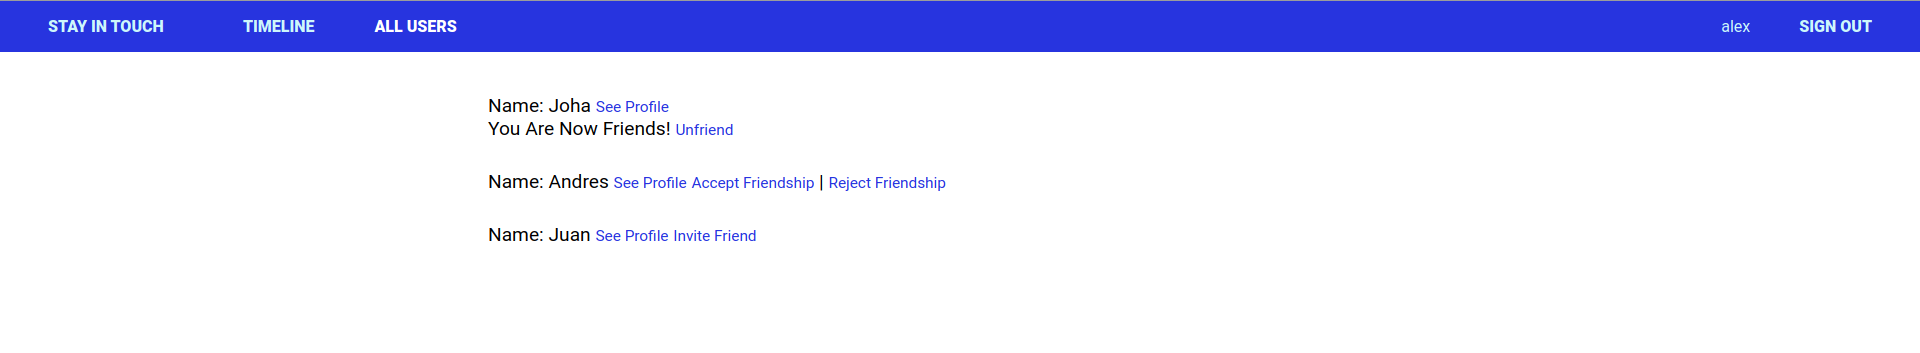 STAY IN TOUCH TIMELINE ALL USERS alex SIGN OUT
Name: Joha See Profile
You Are Now Friends! Unfriend
Name: Andres See Profile Accept Friendship | Reject Friendship
Name: Juan See Profile Invite Friend